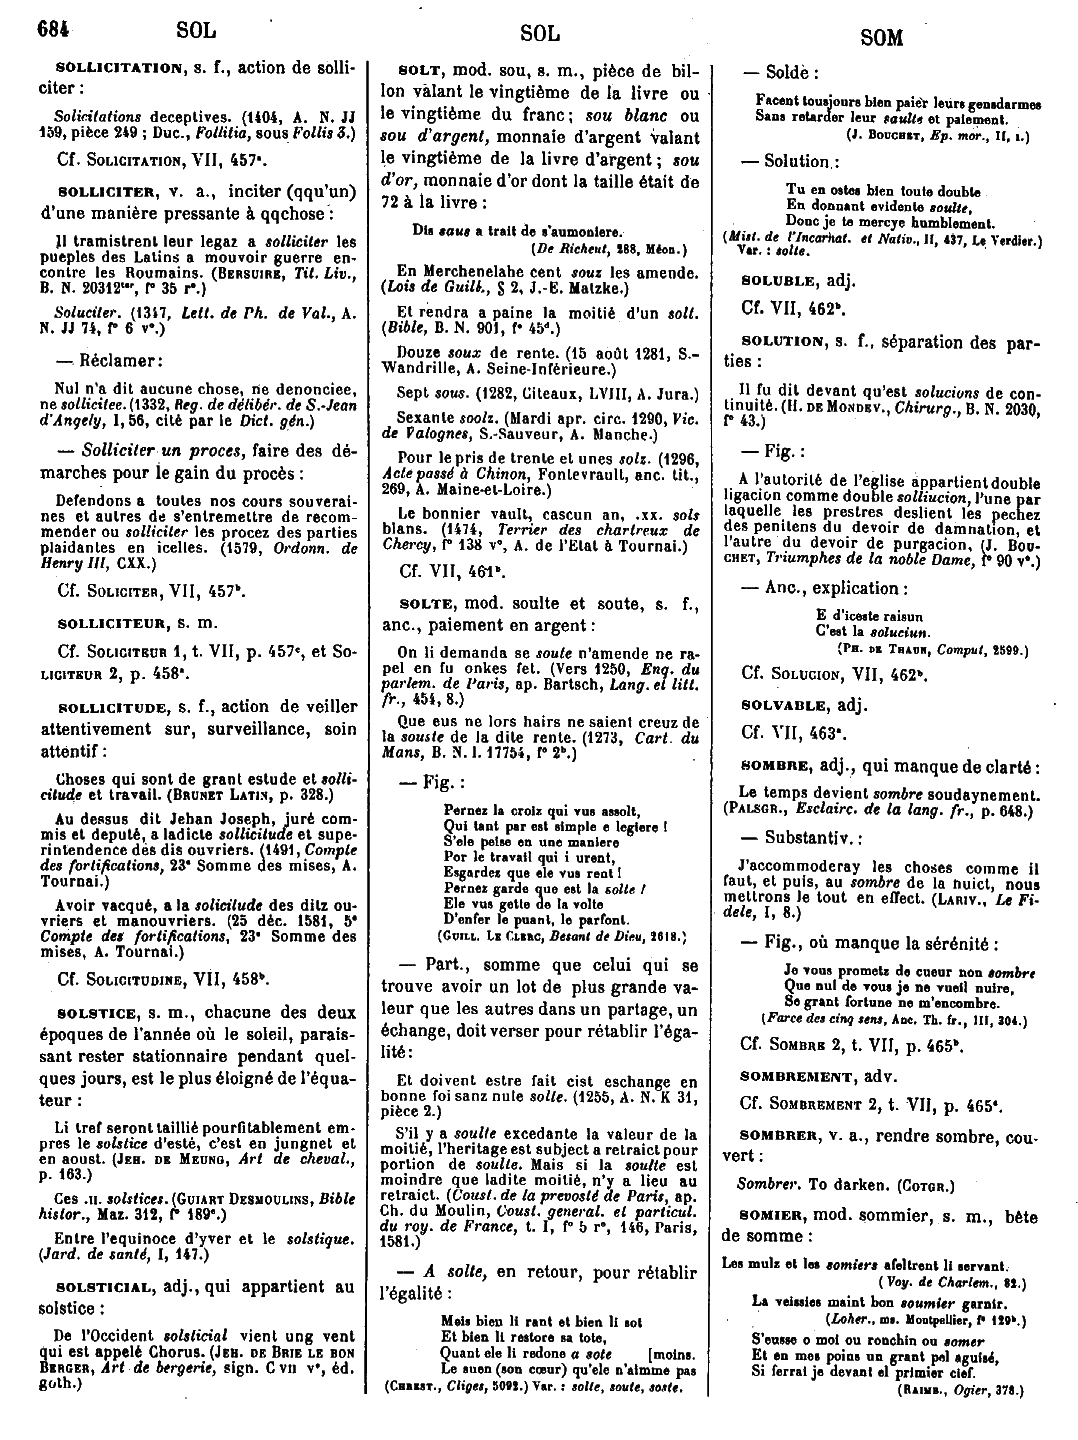 684 SOL
SOL
SOM
SOLLICITATION, s. f., action de solli-
citer :
Solicitations deceptives. (1404, A. N. JJ
159, pièce 249 ; Duc., Follitia, sous Follis 3.)
Cf. SOLICITATION, VII, 457ª.
SOLLICITER, v. a., inciter (qqu'un)
d'une manière pressante à qqchose :
Il tramistrent leur legaz a solliciter les
pueples des Latins a mouvoir guerre en-
contre les Roumains. (BERSUIRE, Tit. Liv.,
B. N. 20312ter, fº 35 rº.)
Soluciter. (1347, Lett. de Ph. de Val., A.
N. JJ 74, fº 6 vº.)
— Réclamer :
Nul n'a dit aucune chose, ne denonciee,
ne sollicitee. (1332, Reg. de délibér. de S.-Jean
d'Angely, I, 56, cité par le Dict. gén.)
— Solliciter un proces, faire des dé-
marches pour le gain du procès :
Defendons a toutes nos cours souverai-
nes et autres de s'entremettre de recom-
mender ou solliciter les procez des parties
plaidantes en icelles. (1579, Ordonn. de
Henry III, CXX.)
Cf. SOLICITER, VII, 457ᵇ.
SOLLICITEUR, s. m.
Cf. SOLICITEUR 1, t. VII, p. 457ᶜ, et SO-
LICITEUR 2, p. 458ª.
SOLLICITUDE, s. f., action de veiller
attentivement sur, surveillance, soin
attentif :
Choses qui sont de grant estude et solli-
citude et travail. (BRUNET LATIN, p. 328.)
Au dessus dit Jehan Joseph, juré com-
mis et deputé, a ladicte sollicitude et supe-
rintendence des dis ouvriers. (1491, Compte
des fortifications, 23ᵉ Somme des mises, A.
Tournai.)
Avoir vacqué, a la solicitude des ditz ou-
vriers et manouvriers. (25 déc. 1581, 5ᵉ
Compte des fortifications, 23ᵉ Somme des
mises, A. Tournai.)
Cf. SOLICITUDINE, VII, 458ᵇ.
SOLSTICE, s. m., chacune des deux
époques de l'année où le soleil, parais-
sant rester stationnaire pendant quel-
ques jours, est le plus éloigné de l'équa-
teur :
Li tref seront taillié pourfitablement em-
pres le solstice d'esté, c'est en jungnet et
en aoust. (JEH. DE MEUNG, Art de cheval.,
p. 163.)
Ces .II. solstices. (GUIART DESMOULINS, Bible
histor., Maz. 312, fº 189ᵉ.)
Entre l'equinoce d'yver et le solstique.
(Jard. de santé, I, 147.)
SOLSTICIAL, adj., qui appartient au
solstice :
De l'Occident solsticial vient ung vent
qui est appelé Chorus. (JEH. DE BRIE LE BON
BERGER, Art de bergerie, sign. C VII vº, éd.
goth.)
SOLT, mod. sou, s. m., pièce de bil-
lon valant le vingtième de la livre ou
le vingtième du franc ; sou blanc ou
sou d'argent, monnaie d'argent valant
le vingtième de la livre d'argent ; sou
d'or, monnaie d'or dont la taille était de
72 à la livre :
Dis saus a trait de s'aumoniere.
(De Richeut, 288, Méon.)
En Merchenelahe cent souz les amende.
(Lois de Guill., § 2, J.-E. Matzke.)
Et rendra a paine la moitié d'un solt.
(Bible, B. N. 901, fº 45ᵈ.)
Douze soux de rente. (15 août 1281, S.-
Wandrille, A. Seine-Inférieure.)
Sept sous. (1282, Citeaux, LVIII, A. Jura.)
Sexante soolz. (Mardi apr. circ. 1290, Vic.
de Valognes, S.-Sauveur, A. Manche.)
Pour le pris de trente et unes solz. (1296,
Acte passé à Chinon, Fontevrault, anc. tit.,
269, A. Maine-et-Loire.)
Le bonnier vault, cascun an, .xx. sols
blans. (1474, Terrier des chartreux de
Chercy, fº 138 vº, A. de l'Etat à Tournai.)
Cf. VII, 461ᵇ.
SOLTE, mod. soulte et soute, s. f.,
anc., paiement en argent :
On li demanda se soute n'amende ne ra-
pel en fu onkes fet. (Vers 1250, Enq. du
parlem. de Paris, ap. Bartsch, Lang. et litt.
fr., 454, 8.)
Que eus ne lors hairs ne saient creuz de
la souste de la dite rente. (1273, Cart. du
Mans, B. N. l. 17754, fº 2ᵇ.)
— Fig. :
Pernez la croiz qui vus assolt,
Qui tant par est simple e legiere !
S'ele peise en une maniere
Por le travail qui i urent,
Esgardez que ele vus rent !
Pernez garde que est la solte !
Ele vus gette de la volte
D'enfer le puant, le parfont.
(GUILL. LE CLERC, Besant de Dieu, 2618.)
— Part., somme que celui qui se
trouve avoir un lot de plus grande va-
leur que les autres dans un partage, un
échange, doit verser pour rétablir l'éga-
lité :
Et doivent estre fait cist eschange en
bonne foi sanz nule solte. (1255, A. N. K 31,
pièce 2.)
S'il y a soulte excedante la valeur de la
moitié, l'heritage est subject a retraict pour
portion de soulte. Mais si la soulte est
moindre que ladite moitié, n'y a lieu au
retraict. (Coust. de la prevosté de Paris, ap.
Ch. du Moulin, Coust. general. et particul.
du roy. de France, t. I, fº 5 rº, 146, Paris,
1581.)
— A solte, en retour, pour rétablir
l'égalité :
Mois bien li rant et bien li sot
Et bien li restore sa tote,
Quant ele li redone a sote [moins.
Le suen (son cœur) qu'ele n'aimme pas
(CHREST., Cliges, 5092.) Var. : solte, soute, soste.
— Solde :
Facent tousjours bien paier leurs gensdarmes
Sans retarder leur saulte et paiement.
(J. BOUCHET, Ep. mor., II, I.)
— Solution :
Tu en ostes bien toute double
En donnant evidente soulte,
Donc je te mercye humblement.
(Mist. de l'Incarnat. et Nativ., II, 437, Le Verdier.)
Var. : solte.
SOLUBLE, adj.
Cf. VII, 462ᵇ.
SOLUTION, s. f., séparation des par-
ties :
Il fu dit devant qu'est solucions de con-
tinuité. (H. DE MONDEV., Chirurg., B. N. 2030,
fº 43.)
— Fig. :
A l'autorité de l'eglise appartient double
ligacion comme double solliucion, l'une par
laquelle les prestres deslient les pechez
des penitens du devoir de damnation, et
l'autre du devoir de purgacion. (J. BOU-
CHET, Triumphes de la noble Dame, fº 90 vº.)
— Anc., explication :
E d'iceste raisun
C'est la soluciun.
(PH. DE THAUN, Comput, 2599.)
Cf. SOLUCION, VII, 462ᵇ.
SOLVABLE, adj.
Cf. VII, 463ª.
SOMBRE, adj., qui manque de clarté :
Le temps devient sombre soudaynement.
(PALSGR., Esclairc. de la lang. fr., p. 648.)
— Substantiv. :
J'accommoderay les choses comme il
faut, et puis, au sombre de la nuict, nous
mettrons le tout en effect. (LARIV., Le Fi-
dele, I, 8.)
— Fig., où manque la sérénité :
Je vous prometz de cueur non sombre
Que nul de vous je ne vueil nuire,
Se grant fortune ne m'encombre.
(Farce des cinq sens, Anc. Th. fr., III, 304.)
Cf. SOMBRE 2, t. VII, p. 465ᵇ.
SOMBREMENT, adv.
Cf. SOMBREMENT 2, t. VII, p. 465ᶜ.
SOMBRER, v. a., rendre sombre, cou-
vert :
Sombrer. To darken. (COTGR.)
SOMIER, mod. sommier, s. m., bête
de somme :
Les mulz et les somiers afeltrent li servant.
(Voy. de Charlem., 82.)
La veissies maint bon soumier garnir.
(Loher., ms. Montpellier, fº 129ᵇ.)
S'eusse o moi ou ronchin ou somer
Et en mes poins un grant pel aguisé,
Si ferrai je devant el primier cief.
(RAIMB., Ogier, 378.)